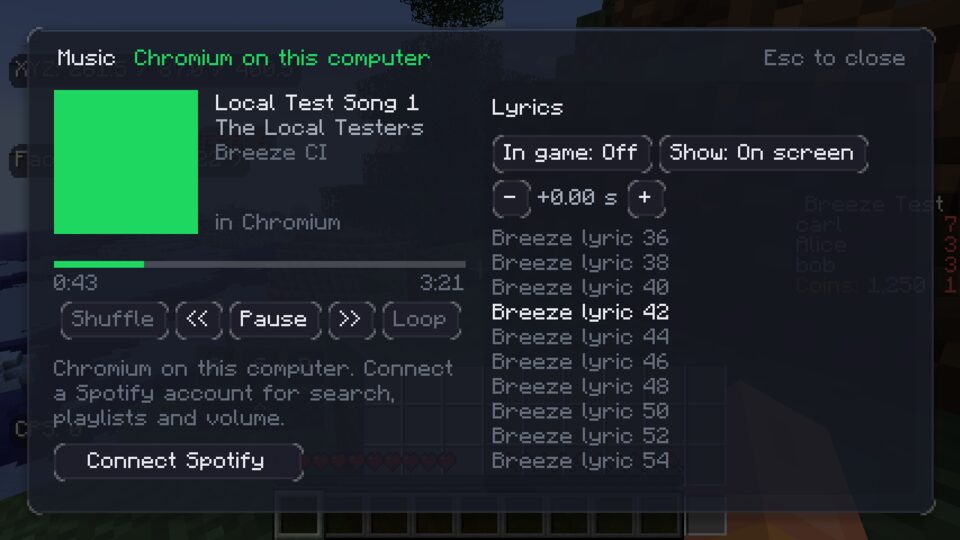 Music Chromium on this computer
Esc to close
Local Test Song 1
The Local Testers
Breeze CI
in Chromium
0:43
3:21
Shuffle
<<
Pause
>>
Loop
Chromium on this computer. Connect
a Spotify account for search,
playlists and volume.
Connect Spotify
Lyrics
In game: Off
Show: On screen
-
+0.00 s
+
Breeze lyric 36
Breeze lyric 38
Breeze lyric 40
Breeze lyric 42
Breeze lyric 44
Breeze lyric 46
Breeze lyric 48
Breeze lyric 50
Breeze lyric 52
Breeze lyric 54
Breeze Test
carl 7
Alice 3
bob 3
Coins: 1,250 1